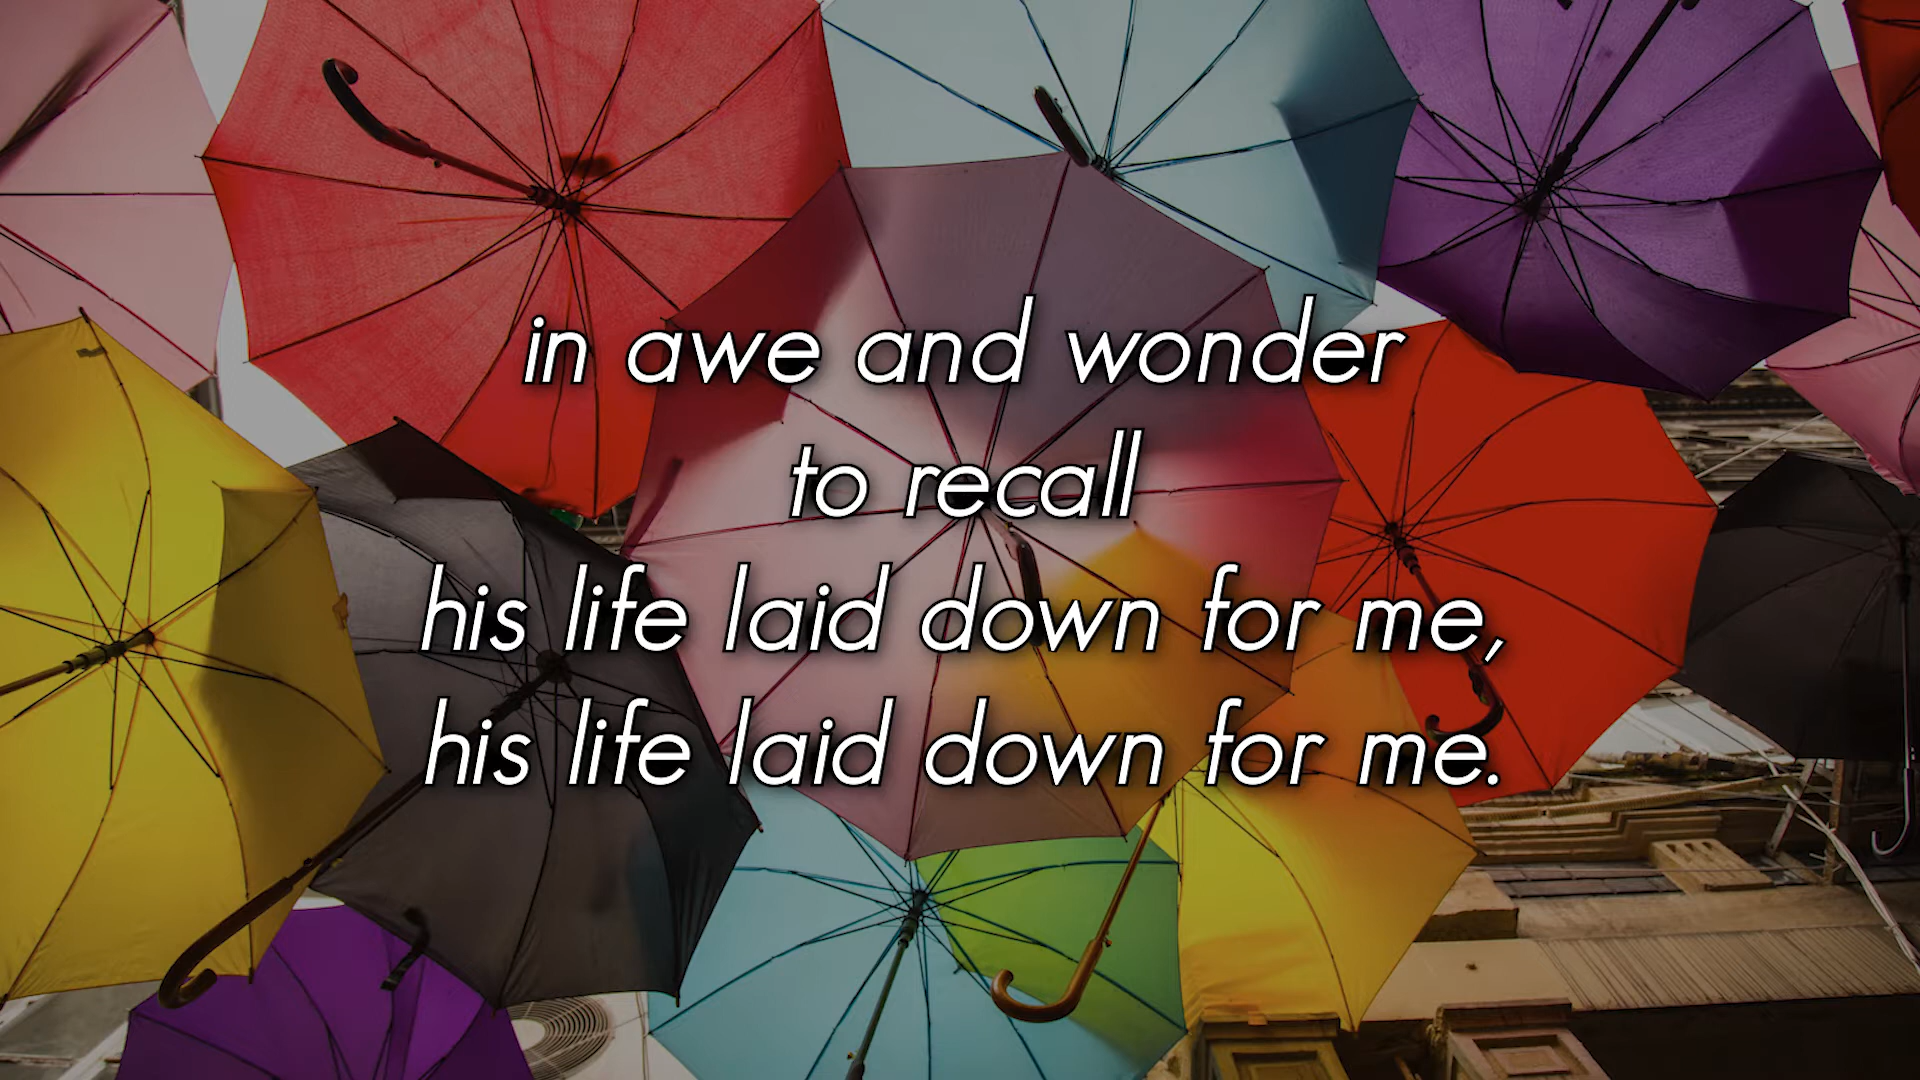 in awe and wonder
to recall
his life laid down for me,
his life laid down for me.